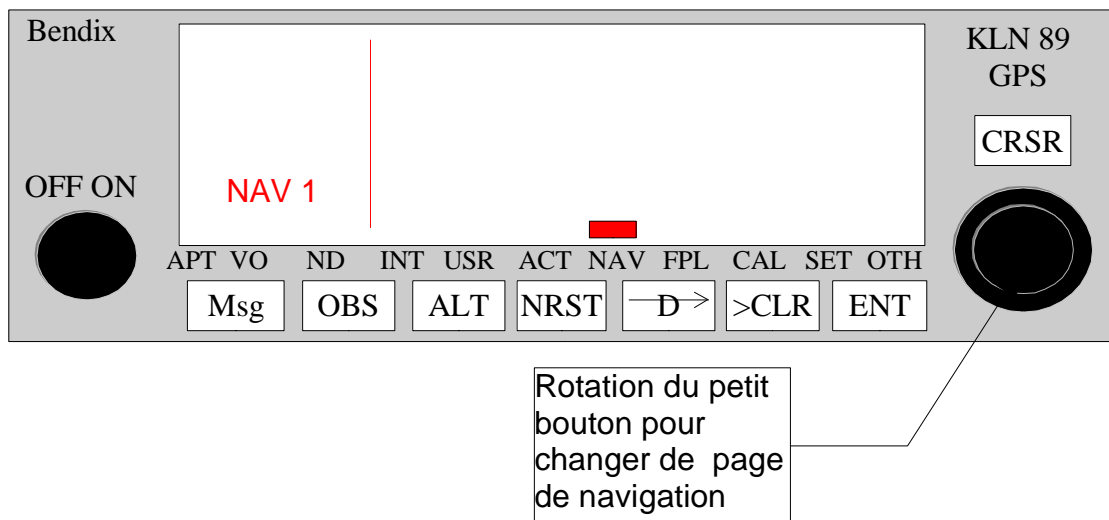 Bendix
KLN 89
GPS
CRSR
OFF ON
NAV 1
APT VO ND INT USR ACT NAV FPL CAL SET OTH
Msg OBS ALT NRST D >CLR ENT
Rotation du petit
bouton pour
changer de page
de navigation